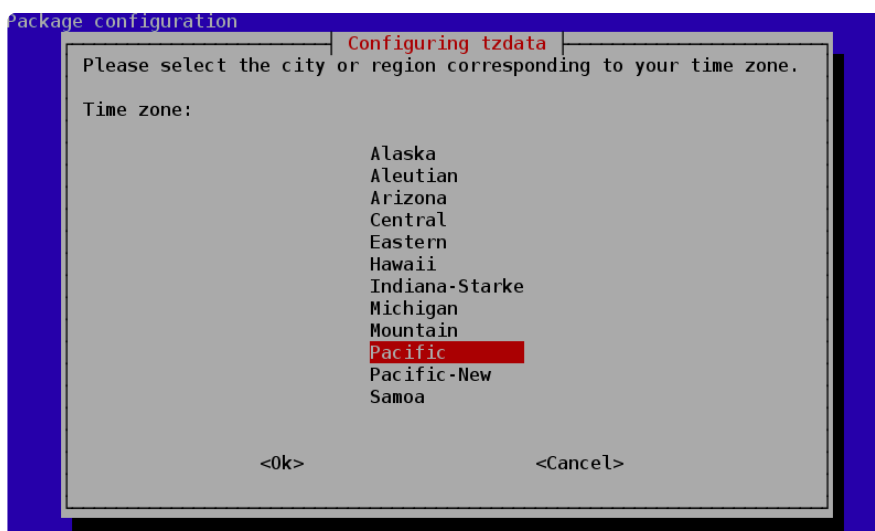 Package configuration
Configuring tzdata
Please select the city or region corresponding to your time zone.
Time zone:
Alaska
Aleutian
Arizona
Central
Eastern
Hawaii
Indiana-Starke
Michigan
Mountain
Pacific
Pacific-New
Samoa
<Ok> <Cancel>